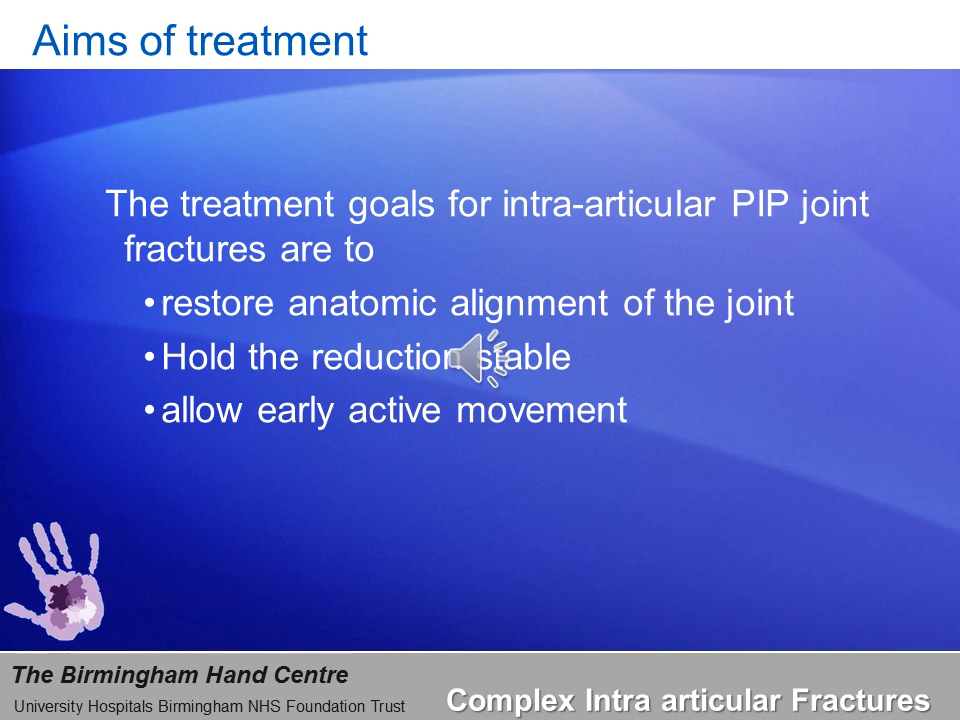 Aims of treatment
The treatment goals for intra-articular PIP joint
fractures are to
•restore anatomic alignment of the joint
•Hold the reduction stable
•allow early active movement
The Birmingham Hand Centre
University Hospitals Birmingham NHS Foundation Trust
Complex Intra articular Fractures